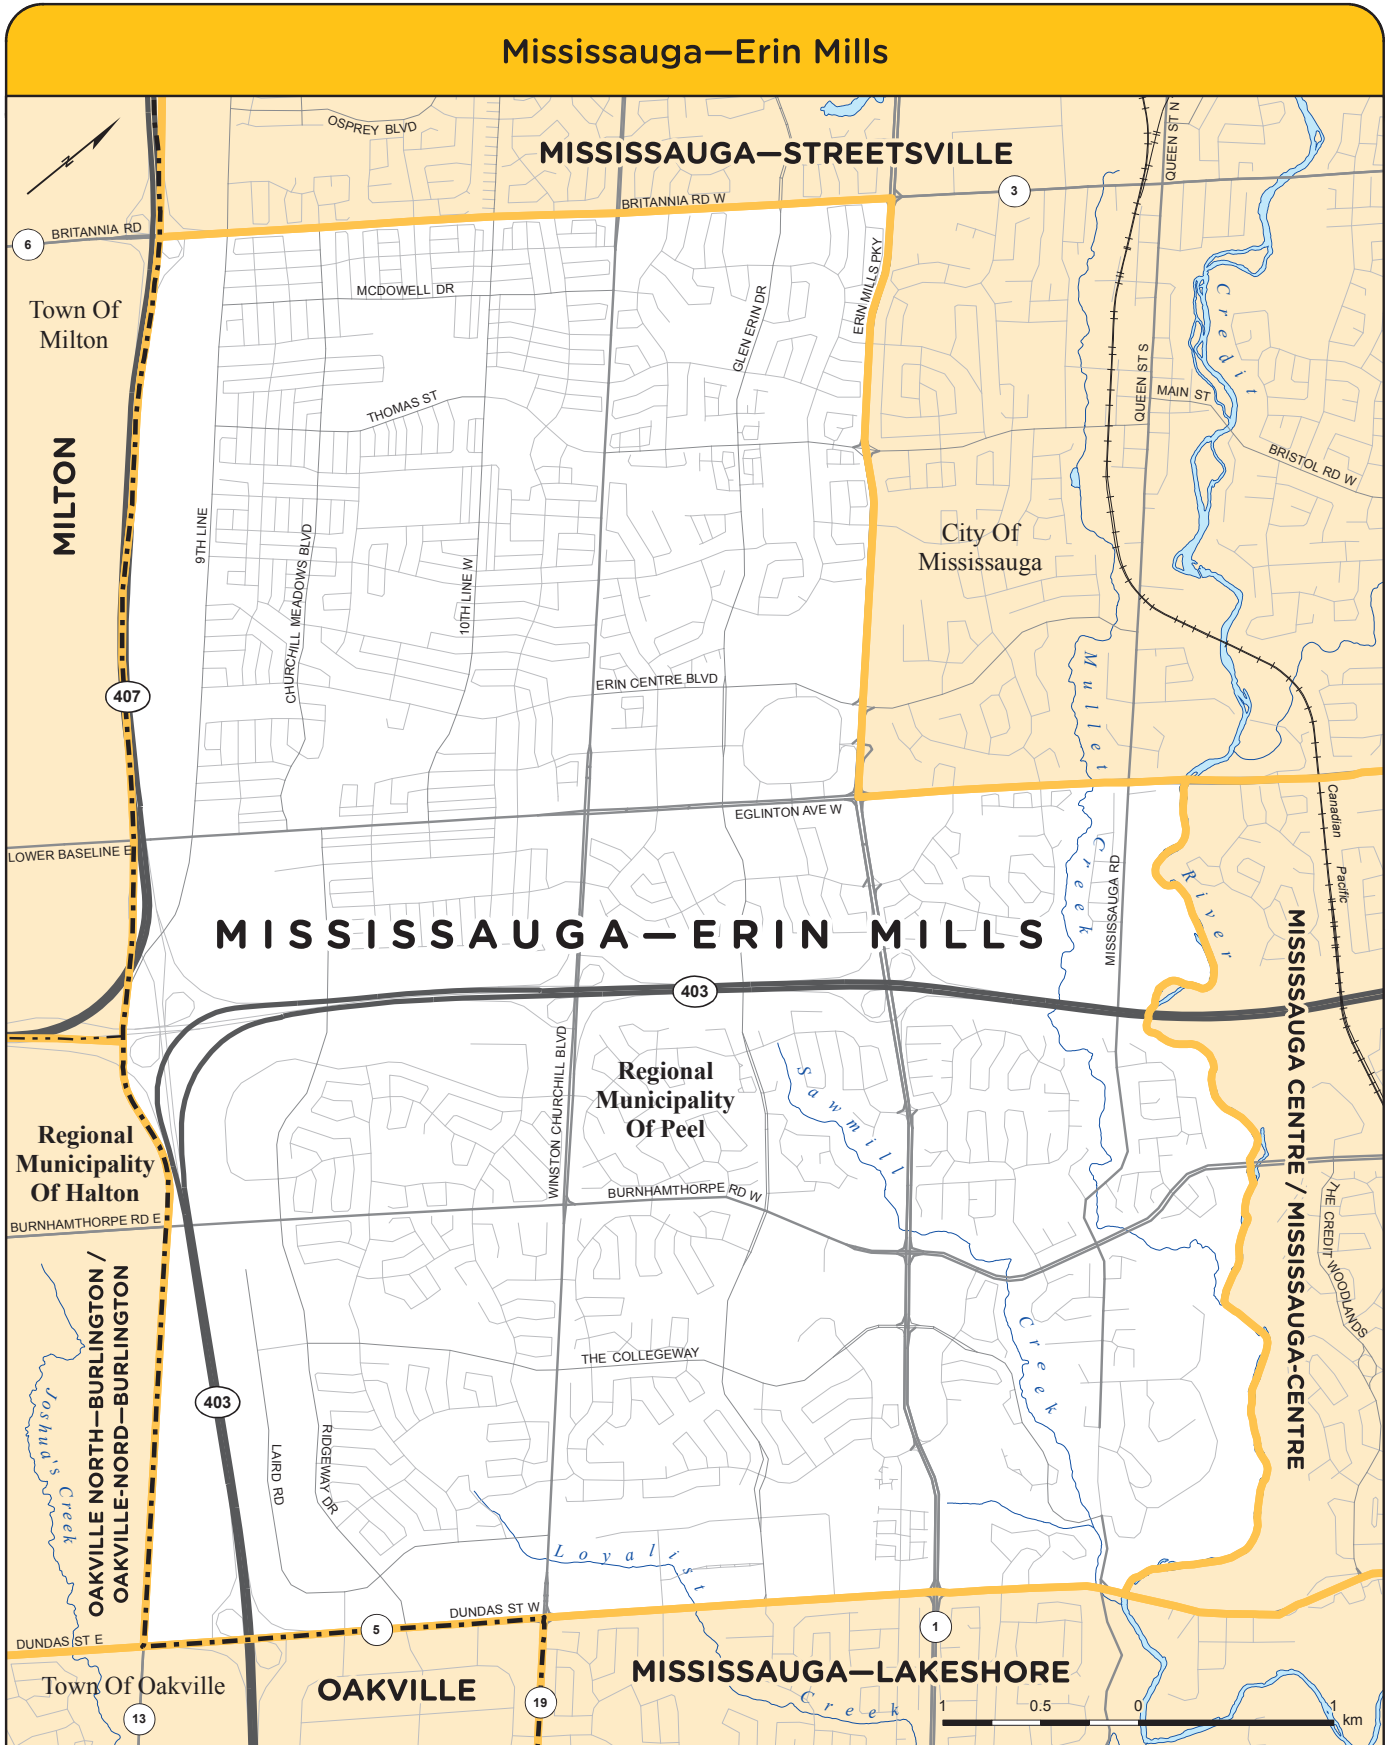 Mississauga—Erin Mills
OSPREY BLVD
MISSISSAUGA—STREETSVILLE
QUEEN ST N
N
3
BRITANNIA RD W
BRITANNIA RD
6
Town Of
Milton
MCDOWELL DR
GLEN ERIN DR
ERIN MILLS PKY
Credit
QUEEN ST S
MAIN ST
THOMAS ST
BRISTOL RD W
MILTON
9TH LINE
CHURCHILL MEADOWS BLVD
10TH LINE W
City Of
Mississauga
ERIN CENTRE BLVD
407
Mullet
Creek
EGLINTON AVE W
LOWER BASELINE E
Canadian
Pacific
MISSISSAUGA RD
River
MISSISSAUGA—ERIN MILLS
403
WINSTON CHURCHILL BLVD
Regional
Municipality
Of Peel
Sawmill
Creek
MISSISSAUGA CENTRE / MISSISSAUGA-CENTRE
Regional
Municipality
Of Halton
BURNHAMTHORPE RD W
BURNHAMTHORPE RD E
THE CREDIT WOODLANDS
OAKVILLE NORTH—BURLINGTON /
OAKVILLE-NORD—BURLINGTON
Joshua's Creek
THE COLLEGEWAY
403
LAIRD RD
RIDGEWAY DR
Loyalist
Creek
DUNDAS ST W
5
1
DUNDAS ST E
Town Of Oakville
13
OAKVILLE
19
MISSISSAUGA—LAKESHORE
1 0.5 0 1
km